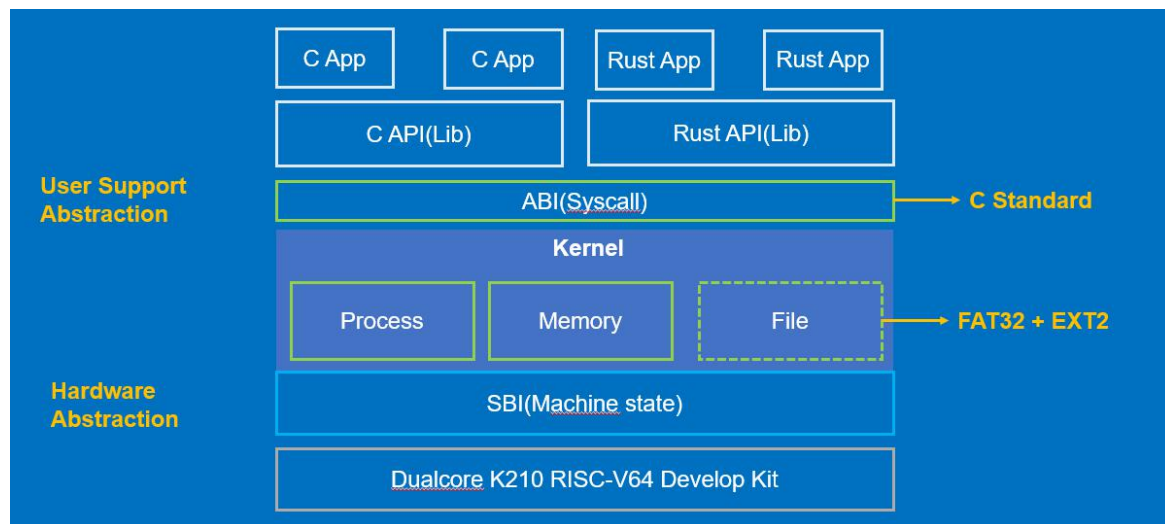 C App
C App
Rust App
Rust App
C API(Lib)
Rust API(Lib)
User Support
Abstraction
ABI(Syscall)
C Standard
Kernel
Process
Memory
File
FAT32 + EXT2
Hardware
Abstraction
SBI(Machine state)
Dualcore K210 RISC-V64 Develop Kit